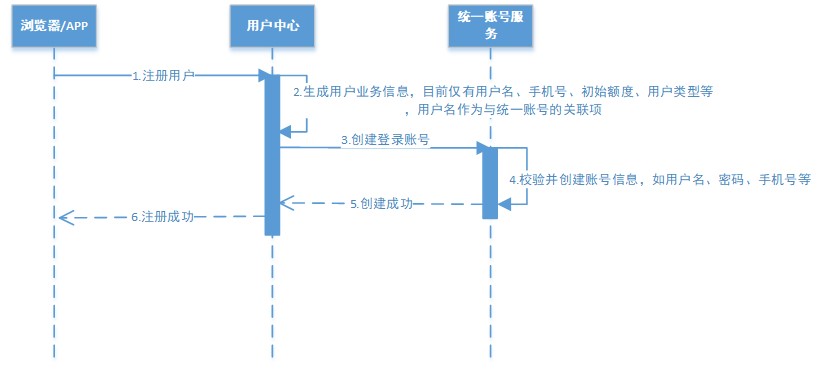 浏览器/APP
用户中心
统一账号服
务
1.注册用户
2.生成用户业务信息，目前仅有用户名、手机号、初始额度、用户类型等
，用户名作为与统一账号的关联项
3.创建登录账号
4.校验并创建账号信息，如用户名、密码、手机号等
5.创建成功
6.注册成功